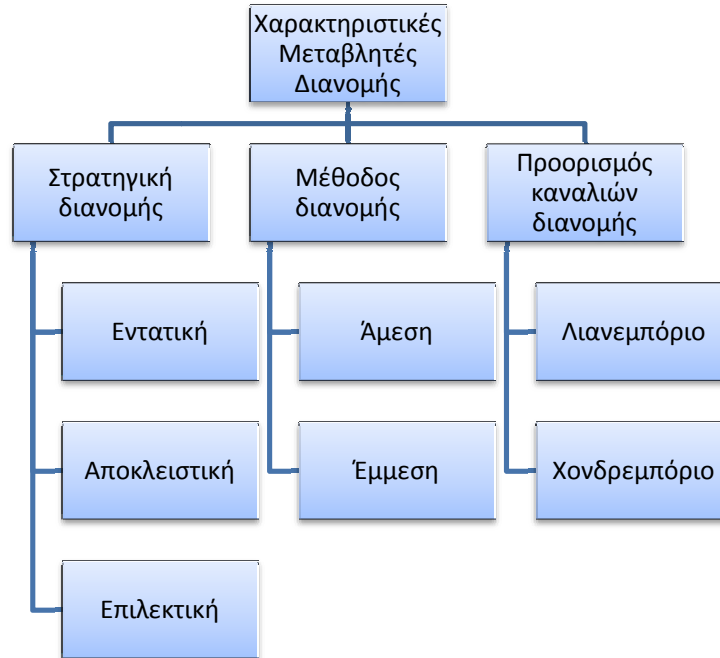 Χαρακτηριστικές
Μεταβλητές
Διανομής
Στρατηγική
διανομής
Μέθοδος
διανομής
Προορισμός
καναλιών
διανομής
Εντατική
Άμεση
Λιανεμπόριο
Αποκλειστική
Έμμεση
Χονδρεμπόριο
Επιλεκτική